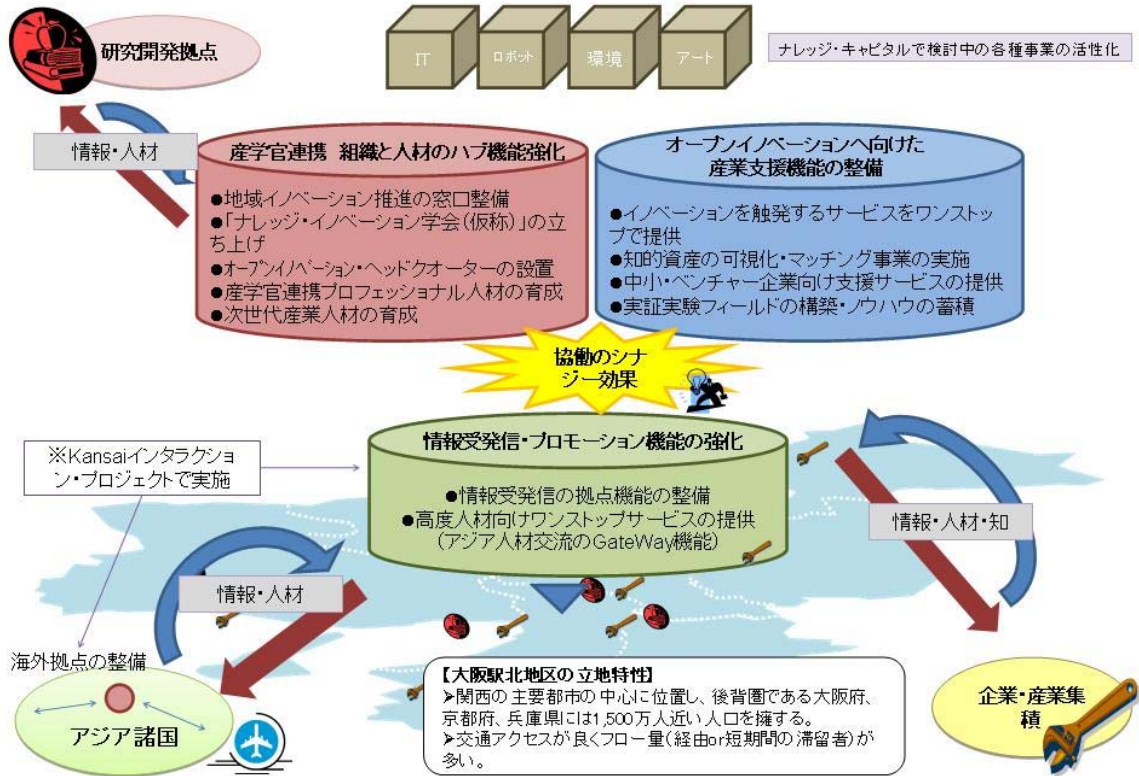 研究開発拠点
IT
ロボット
環境
アート
ナレッジ・キャピタルで検討中の各種事業の活性化
情報・人材
産学官連携 組織と人材のハブ機能強化
●地域イノベーション推進の窓口整備
●「ナレッジ・イノベーション学会(仮称)」の立
ち上げ
●オープンイノベーション・ヘッドクオーターの設置
●産学官連携プロフェッショナル人材の育成
●次世代産業人材の育成
オープンイノベーションへ向けた
産業支援機能の整備
●イノベーションを触発するサービスをワンストッ
プで提供
●知的資産の可視化・マッチング事業の実施
●中小・ベンチャー企業向け支援サービスの提供
●実証実験フィールドの構築・ノウハウの蓄積
協働のシナ
ジー効果
情報受発信・プロモーション機能の強化
●情報受発信の拠点機能の整備
●高度人材向けワンストップサービスの提供
(アジア人材交流のGateWay機能)
※Kansaiインタラクショ
ン・プロジェクトで実施
情報・人材・知
情報・人材
海外拠点の整備
アジア諸国
【大阪駅北地区の立地特性】
➢関西の主要都市の中心に位置し、後背圏である大阪府、
京都府、兵庫県には1,500万人近い人口を擁する。
➢交通アクセスが良くフロー量(経由or短期間の滞留者)が
多い。
企業・産業集
積